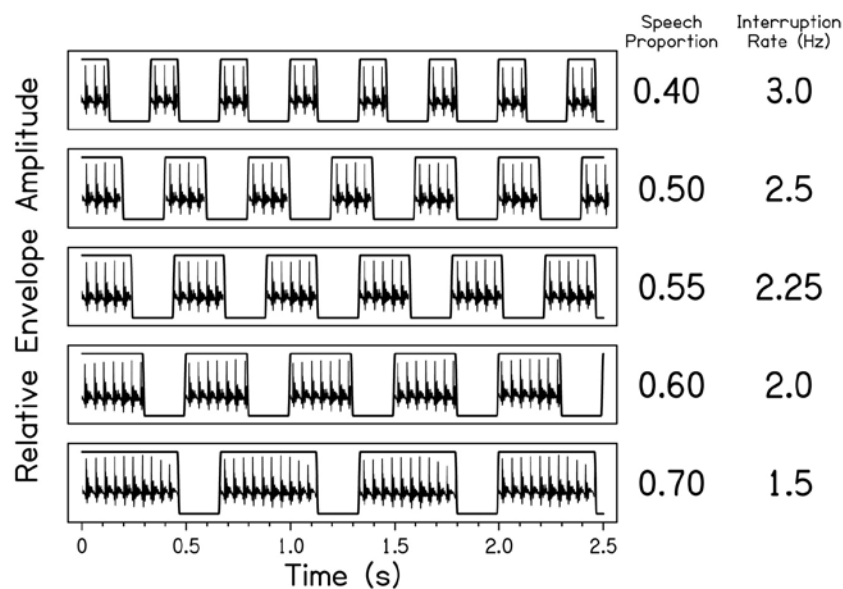 Speech Interruption
Proportion Rate (Hz)
Relative Envelope Amplitude
0.40 3.0
0.50 2.5
0.55 2.25
0.60 2.0
0.70 1.5
0 0.5 1.0 1.5 2.0 2.5
Time (s)